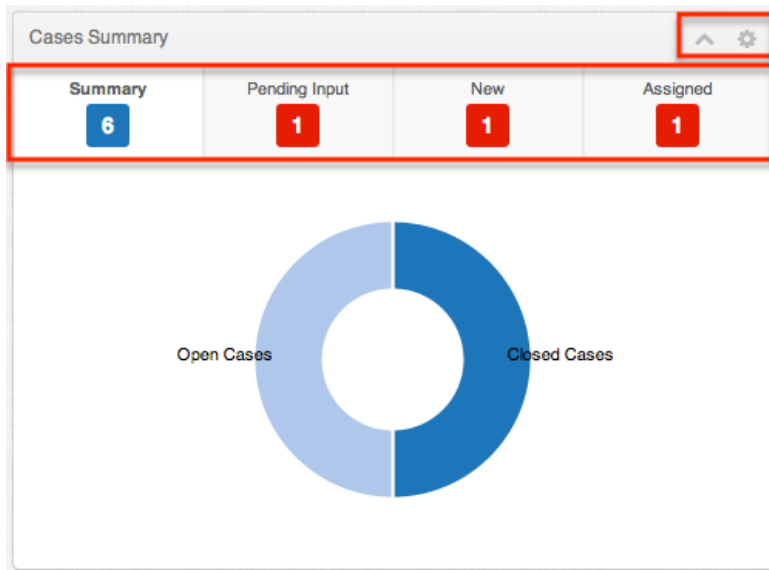 Cases Summary
Summary Pending Input New Assigned
6 1 1 1
Open Cases Closed Cases